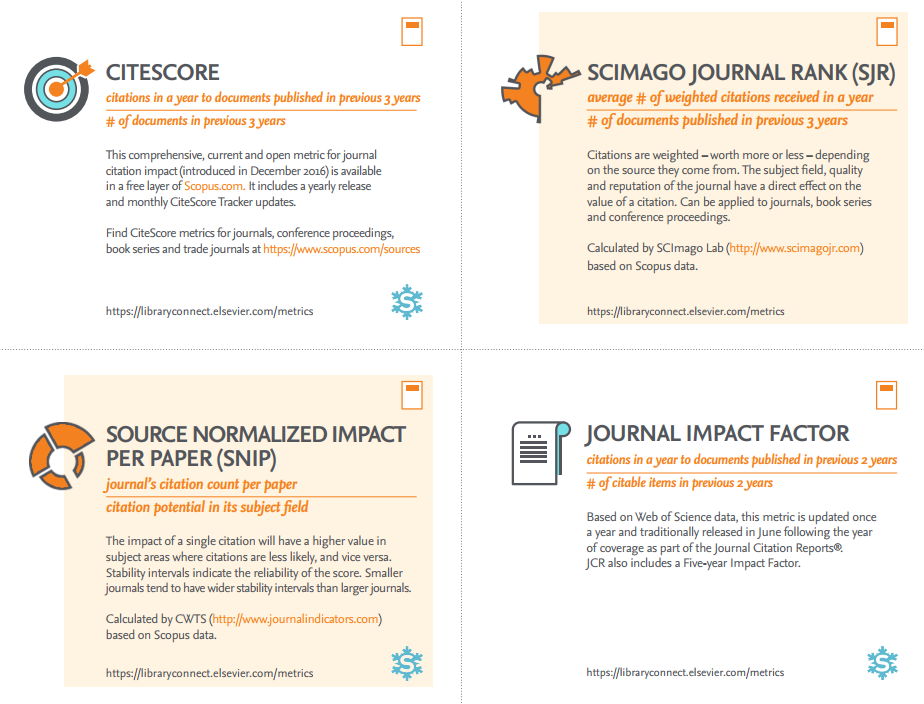 CITESCORE
citations in a year to documents published in previous 3 years
# of documents in previous 3 years
This comprehensive, current and open metric for journal
citation impact (introduced in December 2016) is available
in a free layer of Scopus.com. It includes a yearly release
and monthly CiteScore Tracker updates.
Find CiteScore metrics for journals, conference proceedings,
book series and trade journals at https://www.scopus.com/sources
https://libraryconnect.elsevier.com/metrics
S
SCIMAGO JOURNAL RANK (SJR)
average # of weighted citations received in a year
# of documents published in previous 3 years
Citations are weighted – worth more or less – depending
on the source they come from. The subject field, quality
and reputation of the journal have a direct effect on the
value of a citation. Can be applied to journals, book series
and conference proceedings.
Calculated by SCImago Lab (http://www.scimagojr.com)
based on Scopus data.
https://libraryconnect.elsevier.com/metrics
SOURCE NORMALIZED IMPACT
PER PAPER (SNIP)
journal's citation count per paper
citation potential in its subject field
The impact of a single citation will have a higher value in
subject areas where citations are less likely, and vice versa.
Stability intervals indicate the reliability of the score. Smaller
journals tend to have wider stability intervals than larger journals.
Calculated by CWTS (http://www.journalindicators.com)
based on Scopus data.
https://libraryconnect.elsevier.com/metrics
S
JOURNAL IMPACT FACTOR
citations in a year to documents published in previous 2 years
# of citable items in previous 2 years
Based on Web of Science data, this metric is updated once
a year and traditionally released in June following the year
of coverage as part of the Journal Citation Reports®.
JCR also includes a Five-year Impact Factor.
https://libraryconnect.elsevier.com/metrics
S